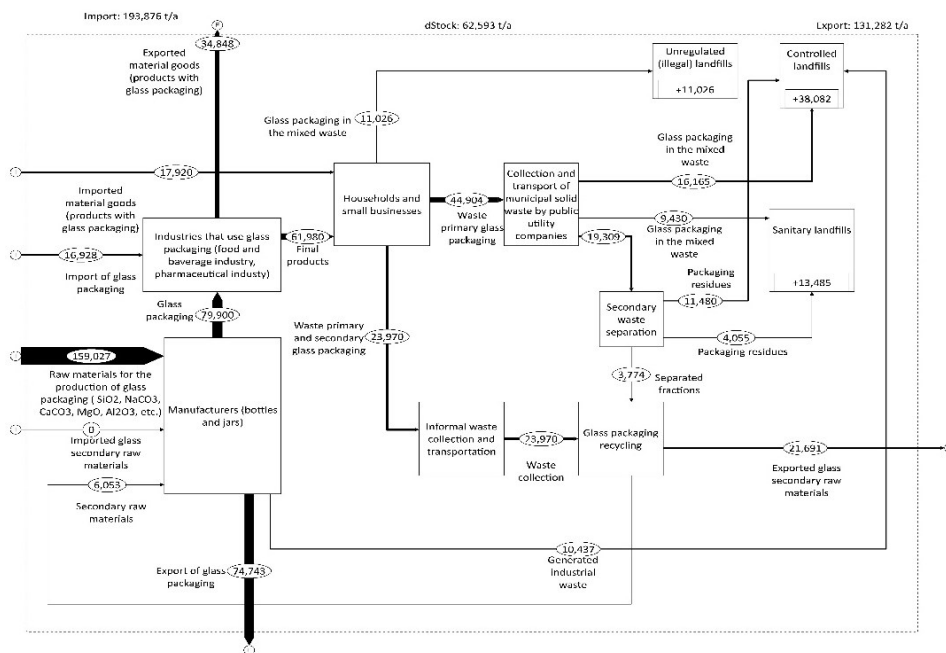 Import: 193,876 t/a
dStock: 62,593 t/a
Export: 131,282 t/a
34,848
Exported
material goods
(products with
glass packaging)
Unregulated
(illegal) landfills
+11,026
Controlled
landfills
+38,082
Glass packaging in
the mixed waste
11,026
Glass packaging
in the mixed
waste
16,165
17,920
Imported
material goods
(products with
glass packaging)
Households and
small businesses
44,904
Waste
primary glass
packaging
Collection and
transport of
municipal solid
waste by public
utility
companies
9,430
Glass packaging
in the mixed
waste
Sanitary landfills
+13,485
Industries that use glass
packaging (food and
baverage industry,
pharmaceutical industy)
61,980
Final
products
19,309
16,928
Import of glass
packaging
Packaging
residues
11,480
Glass
packaging
79,900
Waste primary
and secondary
glass packaging
23,970
Secondary
waste
separation
4,055
Packaging residues
159,027
Raw materials for the
production of glass
packaging ( SiO2, NaCO3,
CaCO3, MgO, Al2O3, etc.)
Manufacturers (bottles
and jars)
3,774
Separated
fractions
0
Imported glass
secondary raw
materials
Informal waste
collection and
transportation
23,970
Waste
collection
Glass packaging
recycling
21,691
Exported glass
secondary raw
materials
6,053
Secondary raw
materials
10,437
Generated
industrial
waste
Export of glass
packaging
74,743